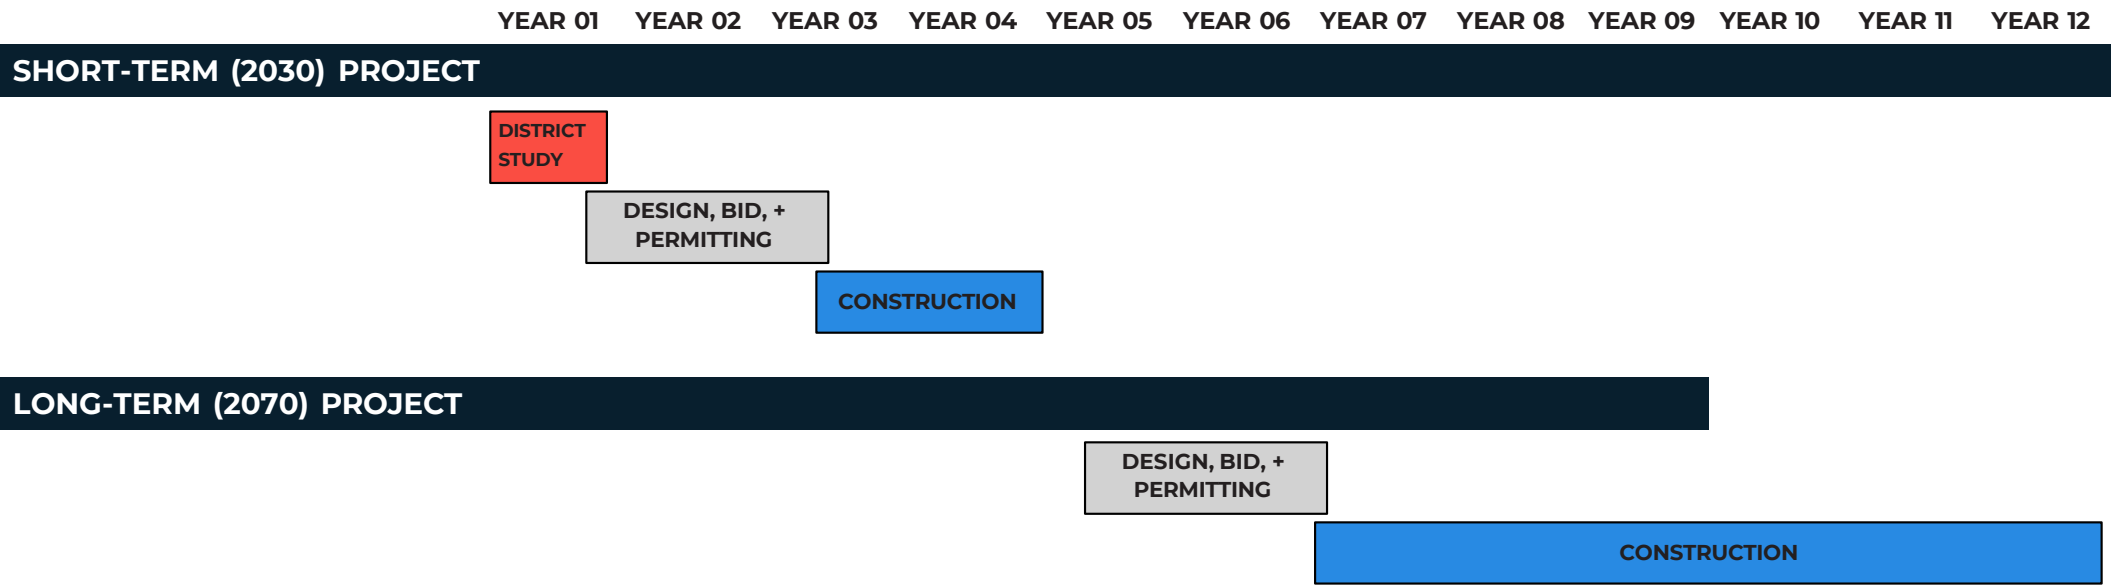 YEAR 01 YEAR 02 YEAR 03 YEAR 04 YEAR 05 YEAR 06 YEAR 07 YEAR 08 YEAR 09 YEAR 10 YEAR 11 YEAR 12
SHORT-TERM (2030) PROJECT
DISTRICT
STUDY
DESIGN, BID, +
PERMITTING
CONSTRUCTION
LONG-TERM (2070) PROJECT
DESIGN, BID, +
PERMITTING
CONSTRUCTION